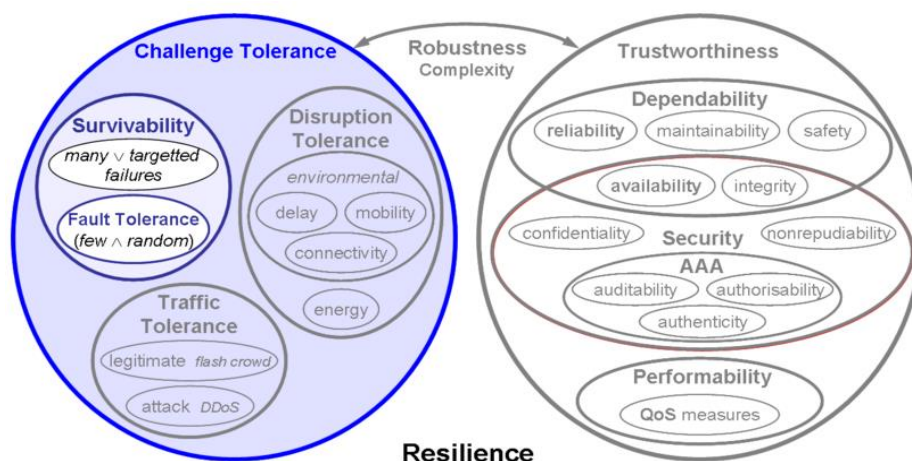 Challenge Tolerance
Robustness
Complexity
Trustworthiness
Survivability
many ∨ targetted
failures
Fault Tolerance
(few ∧ random)
Disruption
Tolerance
environmental
delay
mobility
connectivity
energy
Traffic
Tolerance
legitimate flash crowd
attack DDoS
Dependability
reliability
maintainability
safety
availability
integrity
confidentiality
Security
nonrepudiability
AAA
auditability
authorisability
authenticity
Performability
QoS measures
Resilience